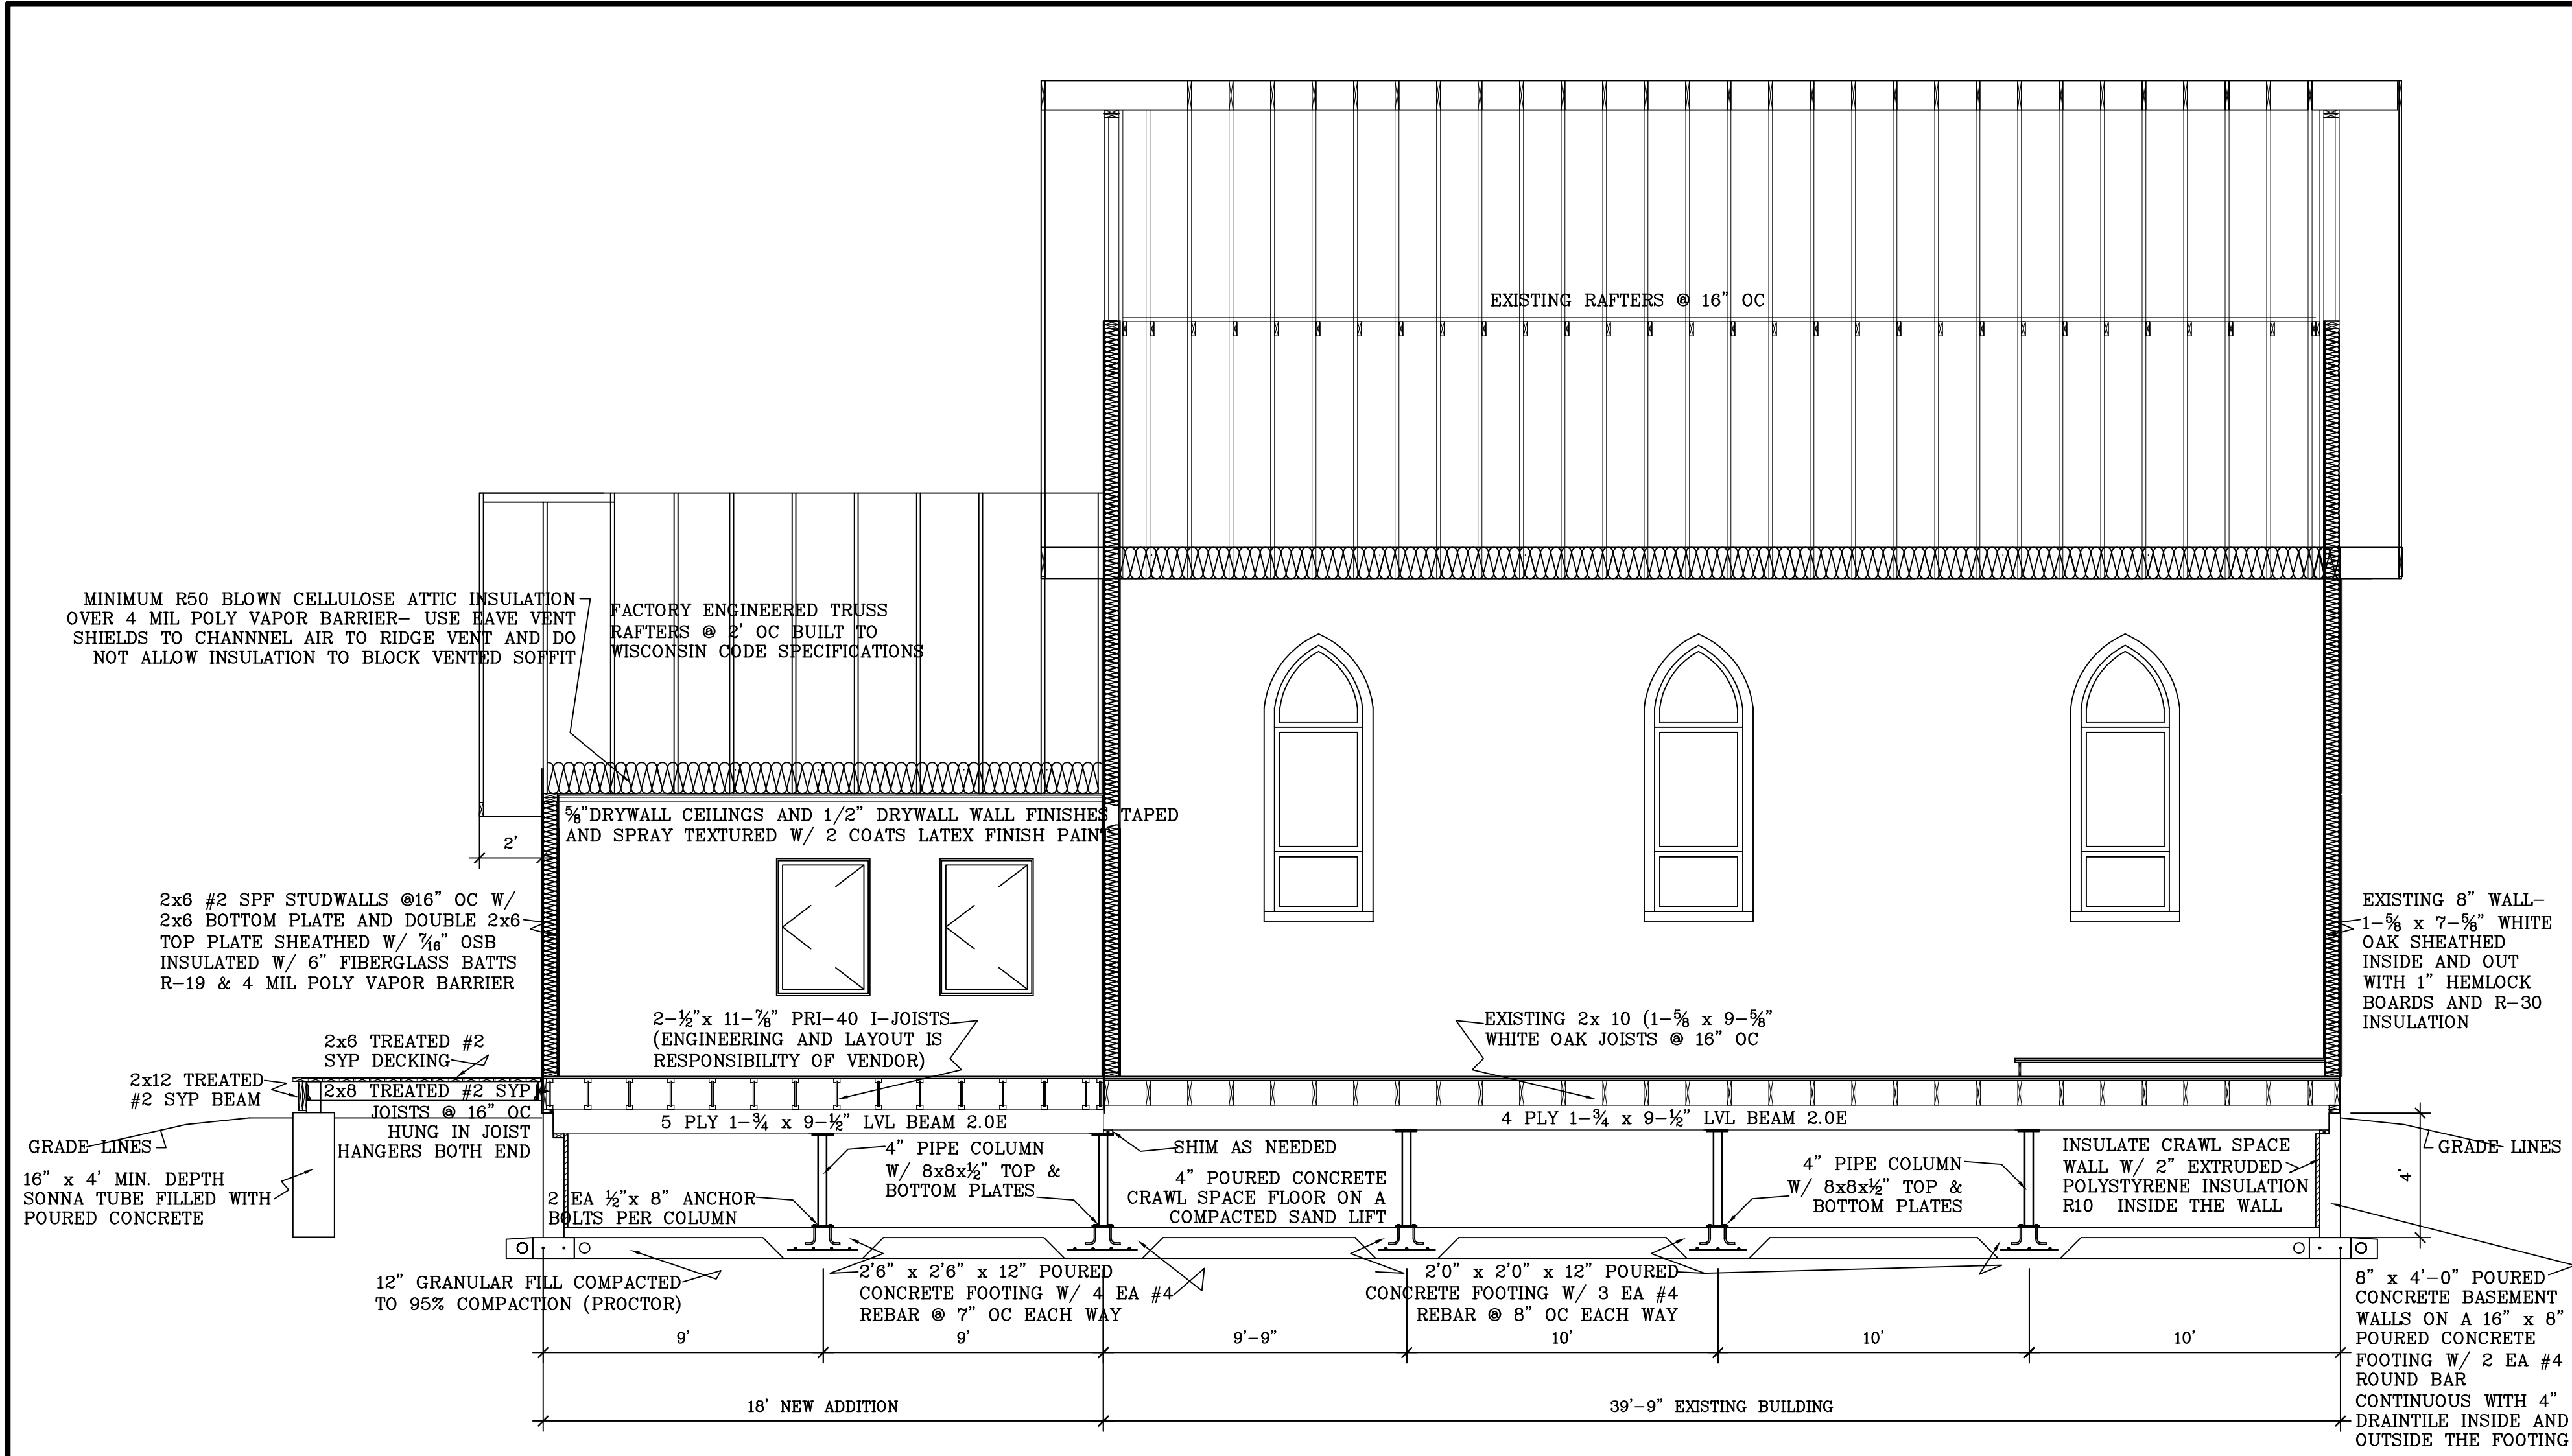 EXISTING RAFTERS @ 16” OC
MINIMUM R50 BLOWN CELLULOSE ATTIC INSULATION
OVER 4 MIL POLY VAPOR BARRIER– USE EAVE VENT
SHIELDS TO CHANNNEL AIR TO RIDGE VENT AND DO
NOT ALLOW INSULATION TO BLOCK VENTED SOFFIT
FACTORY ENGINEERED TRUSS
RAFTERS @ 2’ OC BUILT TO
WISCONSIN CODE SPECIFICATIONS
⅝”DRYWALL CEILINGS AND 1/2” DRYWALL WALL FINISHES TAPED
AND SPRAY TEXTURED W/ 2 COATS LATEX FINISH PAINT
2’
2x6 #2 SPF STUDWALLS @16” OC W/
2x6 BOTTOM PLATE AND DOUBLE 2x6
TOP PLATE SHEATHED W/ 7⁄16” OSB
INSULATED W/ 6” FIBERGLASS BATTS
R–19 & 4 MIL POLY VAPOR BARRIER
EXISTING 8” WALL–
1–⅝ x 7–⅝” WHITE
OAK SHEATHED
INSIDE AND OUT
WITH 1” HEMLOCK
BOARDS AND R–30
INSULATION
2–½”x 11–⅞” PRI–40 I–JOISTS
(ENGINEERING AND LAYOUT IS
RESPONSIBILITY OF VENDOR)
EXISTING 2x 10 (1–⅝ x 9–⅝”
WHITE OAK JOISTS @ 16” OC
2x6 TREATED #2
SYP DECKING
2x12 TREATED
#2 SYP BEAM
2x8 TREATED #2 SYP
JOISTS @ 16” OC
HUNG IN JOIST
HANGERS BOTH END
GRADE LINES
16” x 4’ MIN. DEPTH
SONNA TUBE FILLED WITH
POURED CONCRETE
5 PLY 1–¾ x 9–½” LVL BEAM 2.0E
4 PLY 1–¾ x 9–½” LVL BEAM 2.0E
4” PIPE COLUMN
W/ 8x8x½” TOP &
BOTTOM PLATES
2 EA ½”x 8” ANCHOR
BOLTS PER COLUMN
SHIM AS NEEDED
4” POURED CONCRETE
CRAWL SPACE FLOOR ON A
COMPACTED SAND LIFT
4” PIPE COLUMN
W/ 8x8x½” TOP &
BOTTOM PLATES
INSULATE CRAWL SPACE
WALL W/ 2” EXTRUDED
POLYSTYRENE INSULATION
R10 INSIDE THE WALL
GRADE LINES
4’
12” GRANULAR FILL COMPACTED
TO 95% COMPACTION (PROCTOR)
2’6” x 2’6” x 12” POURED
CONCRETE FOOTING W/ 4 EA #4
REBAR @ 7” OC EACH WAY
2’0” x 2’0” x 12” POURED
CONCRETE FOOTING W/ 3 EA #4
REBAR @ 8” OC EACH WAY
8” x 4’–0” POURED
CONCRETE BASEMENT
WALLS ON A 16” x 8”
POURED CONCRETE
FOOTING W/ 2 EA #4
ROUND BAR
CONTINUOUS WITH 4”
DRAINTILE INSIDE AND
OUTSIDE THE FOOTING
9’
9’
9’–9”
10’
10’
10’
18’ NEW ADDITION
39’–9” EXISTING BUILDING